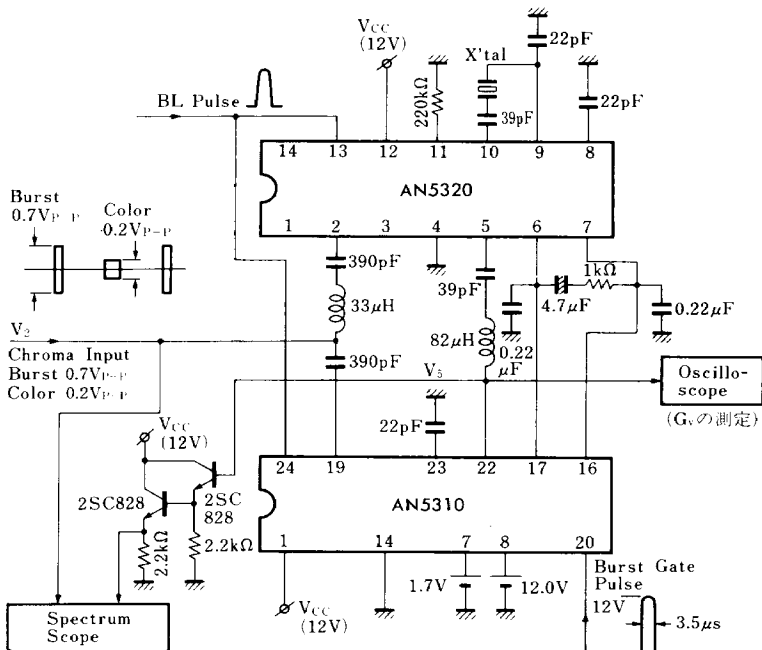 22pF
VCC
(12V)
X'tal
BL Pulse
220kΩ
39pF
22pF
14 13 12 11 10 9 8
AN5320
1 2 3 4 5 6 7
Burst
0.7VP-P
Color
0.2VP-P
390pF
33μH
390pF
39pF
82μH
0.22
μF
4.7μF
1kΩ
0.22μF
V2
Chroma Input
Burst 0.7VP-P
Color 0.2VP-P
V5
Oscillo-
scope
(Gvの測定)
VCC
(12V)
22pF
24 19 23 22 17 16
AN5310
1 14 7 8 20
2SC828
2SC
828
2.2kΩ
2.2kΩ
1.7V
12.0V
Burst Gate
Pulse
12V
3.5μs
VCC
(12V)
Spectrum
Scope